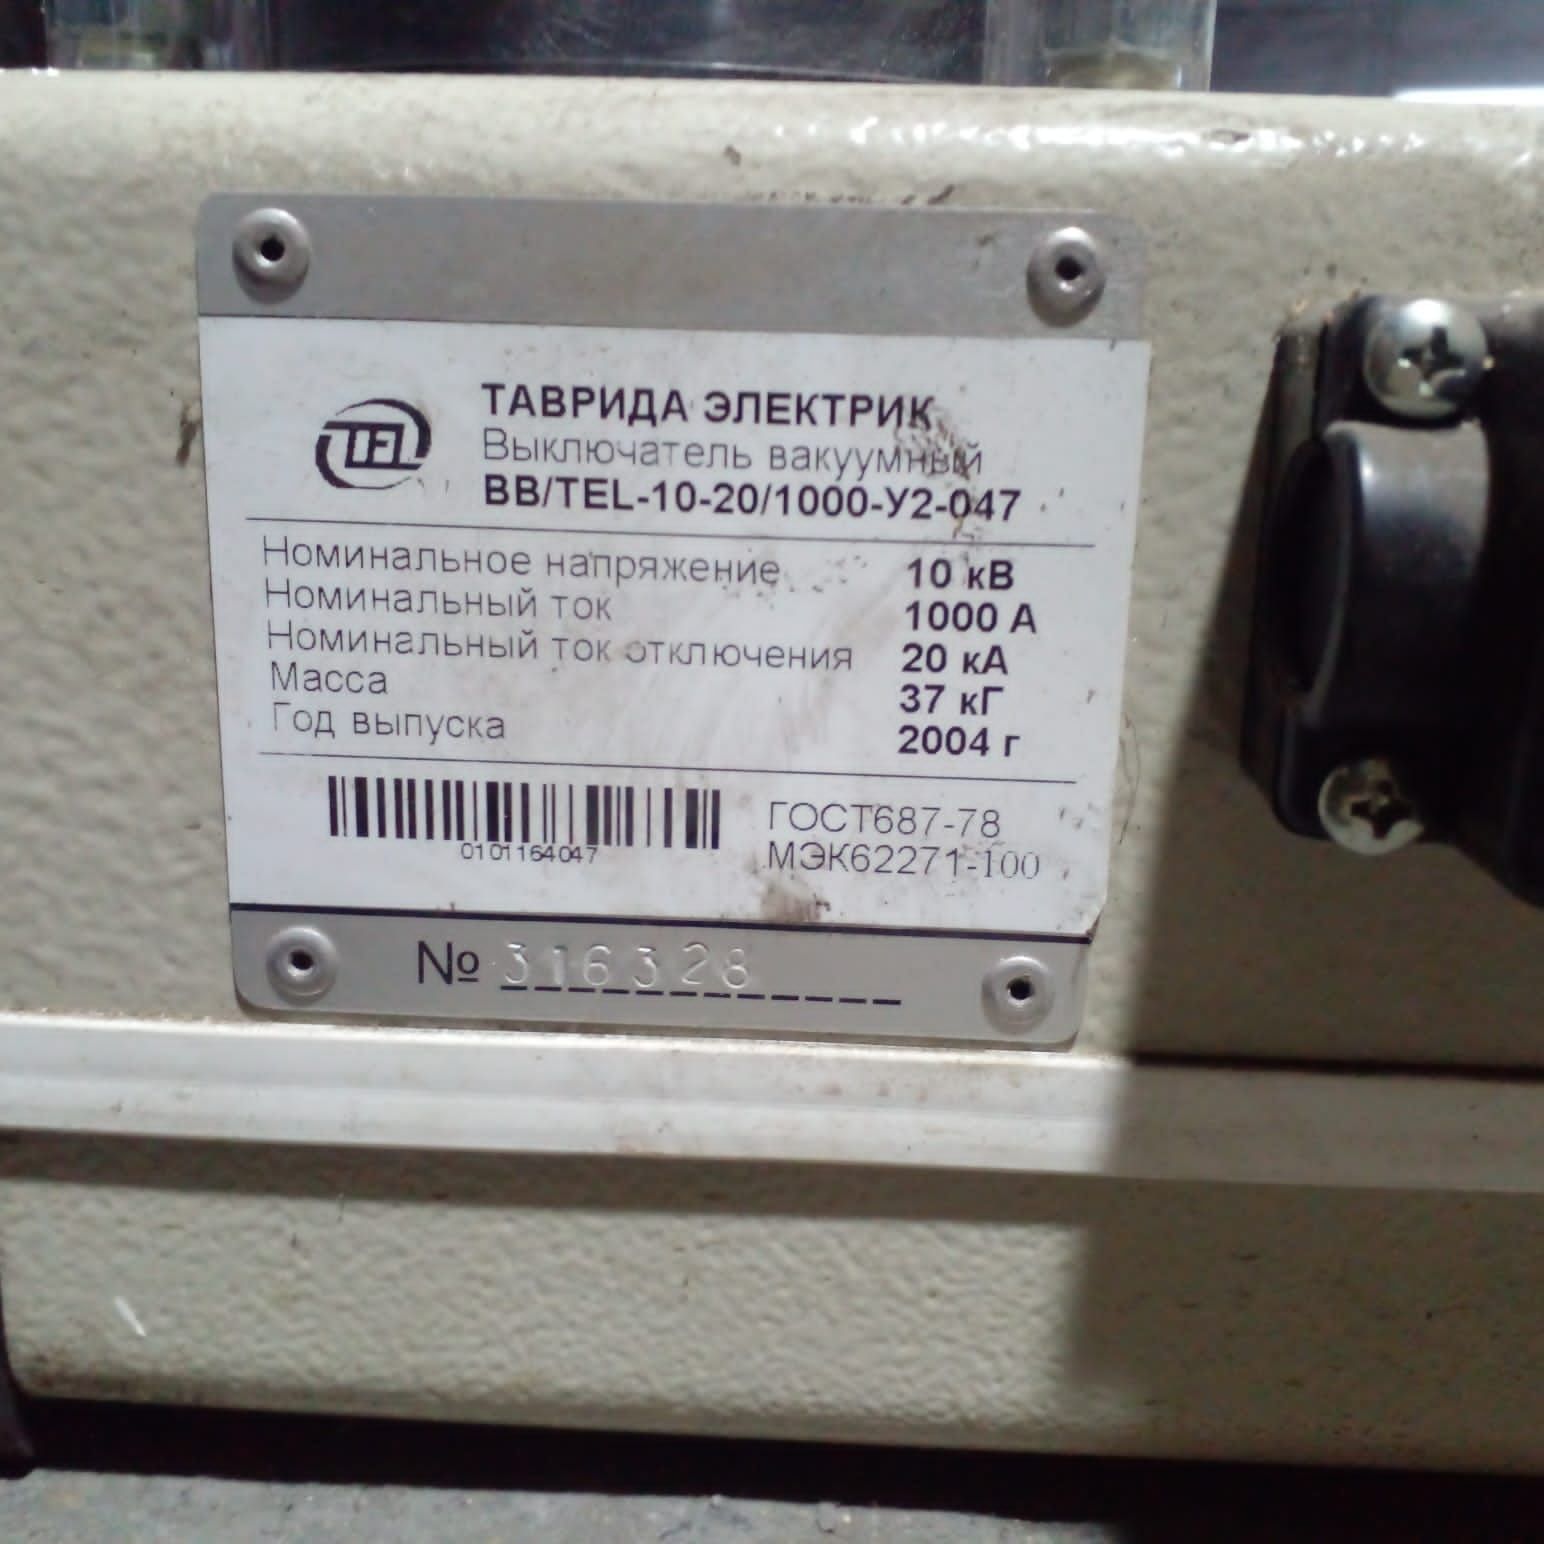 TEL
ТАВРИДА ЭЛЕКТРИК
Выключатель вакуумный
BB/TEL-10-20/1000-У2-047
Номинальное напряжение 10 кВ
Номинальный ток 1000 А
Номинальный ток отключения 20 кА
Масса 37 кГ
Год выпуска 2004 г
0101164047
ГОСТ687-78
МЭК62271-100
№ 316328